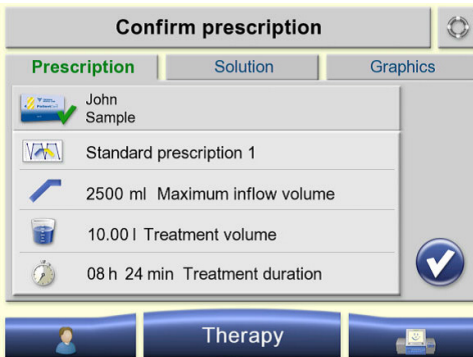 Confirm prescription
Prescription
Solution
Graphics
John
Sample
Standard prescription 1
2500 ml Maximum inflow volume
10.00 l Treatment volume
08 h 24 min Treatment duration
Therapy